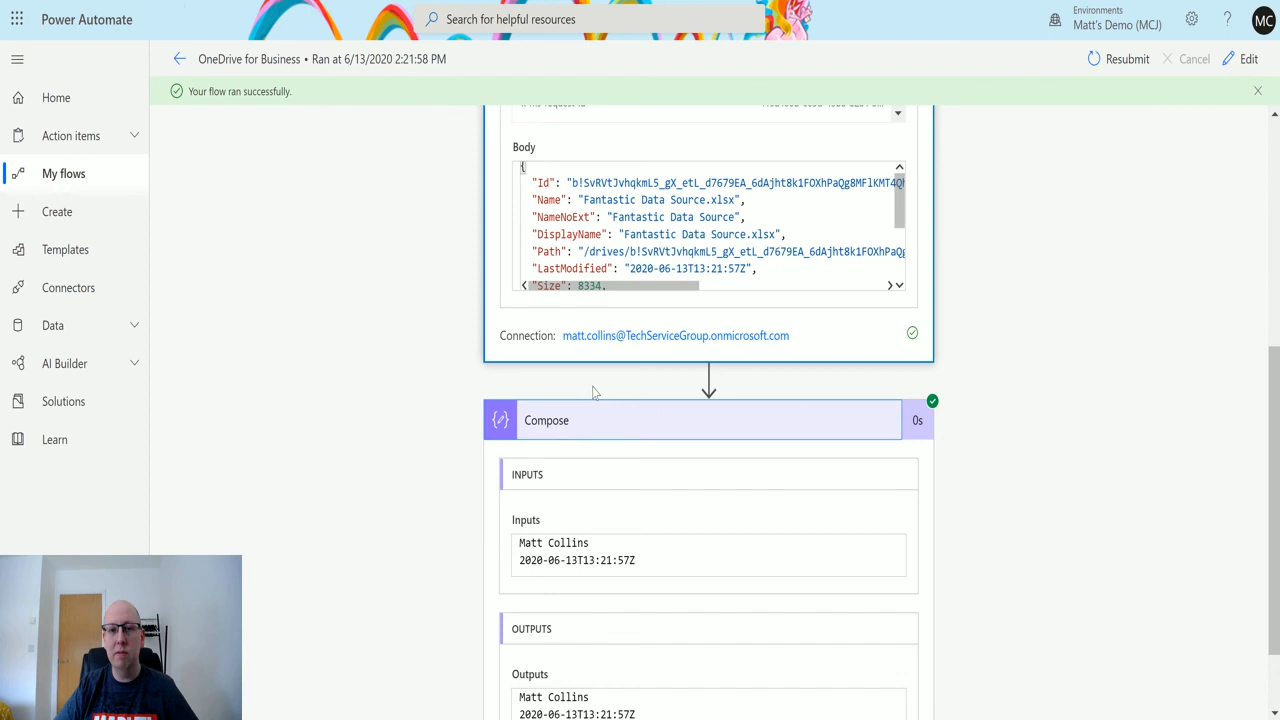 Power Automate
Search for helpful resources
Environments
Matt's Demo (MCJ)
MC
OneDrive for Business • Ran at 6/13/2020 2:21:58 PM
Resubmit
Cancel
Edit
Your flow ran successfully.
Home
Action items
My flows
Create
Templates
Connectors
Data
AI Builder
Solutions
Learn
Body
{
"Id": "b!SvRVtJvhqkmL5_gX_etL_d7679EA_6dAjht8k1FOXhPaQg8MFlKMT4Q
"Name": "Fantastic Data Source.xlsx",
"NameNoExt": "Fantastic Data Source",
"DisplayName": "Fantastic Data Source.xlsx",
"Path": "/drives/b!SvRVtJvhqkmL5_gX_etL_d7679EA_6dAjht8k1FOXhPaQg
"LastModified": "2020-06-13T13:21:57Z",
"Size": 8334,
Connection: matt.collins@TechServiceGroup.onmicrosoft.com
Compose
0s
INPUTS
Inputs
Matt Collins
2020-06-13T13:21:57Z
OUTPUTS
Outputs
Matt Collins
2020-06-13T13:21:57Z